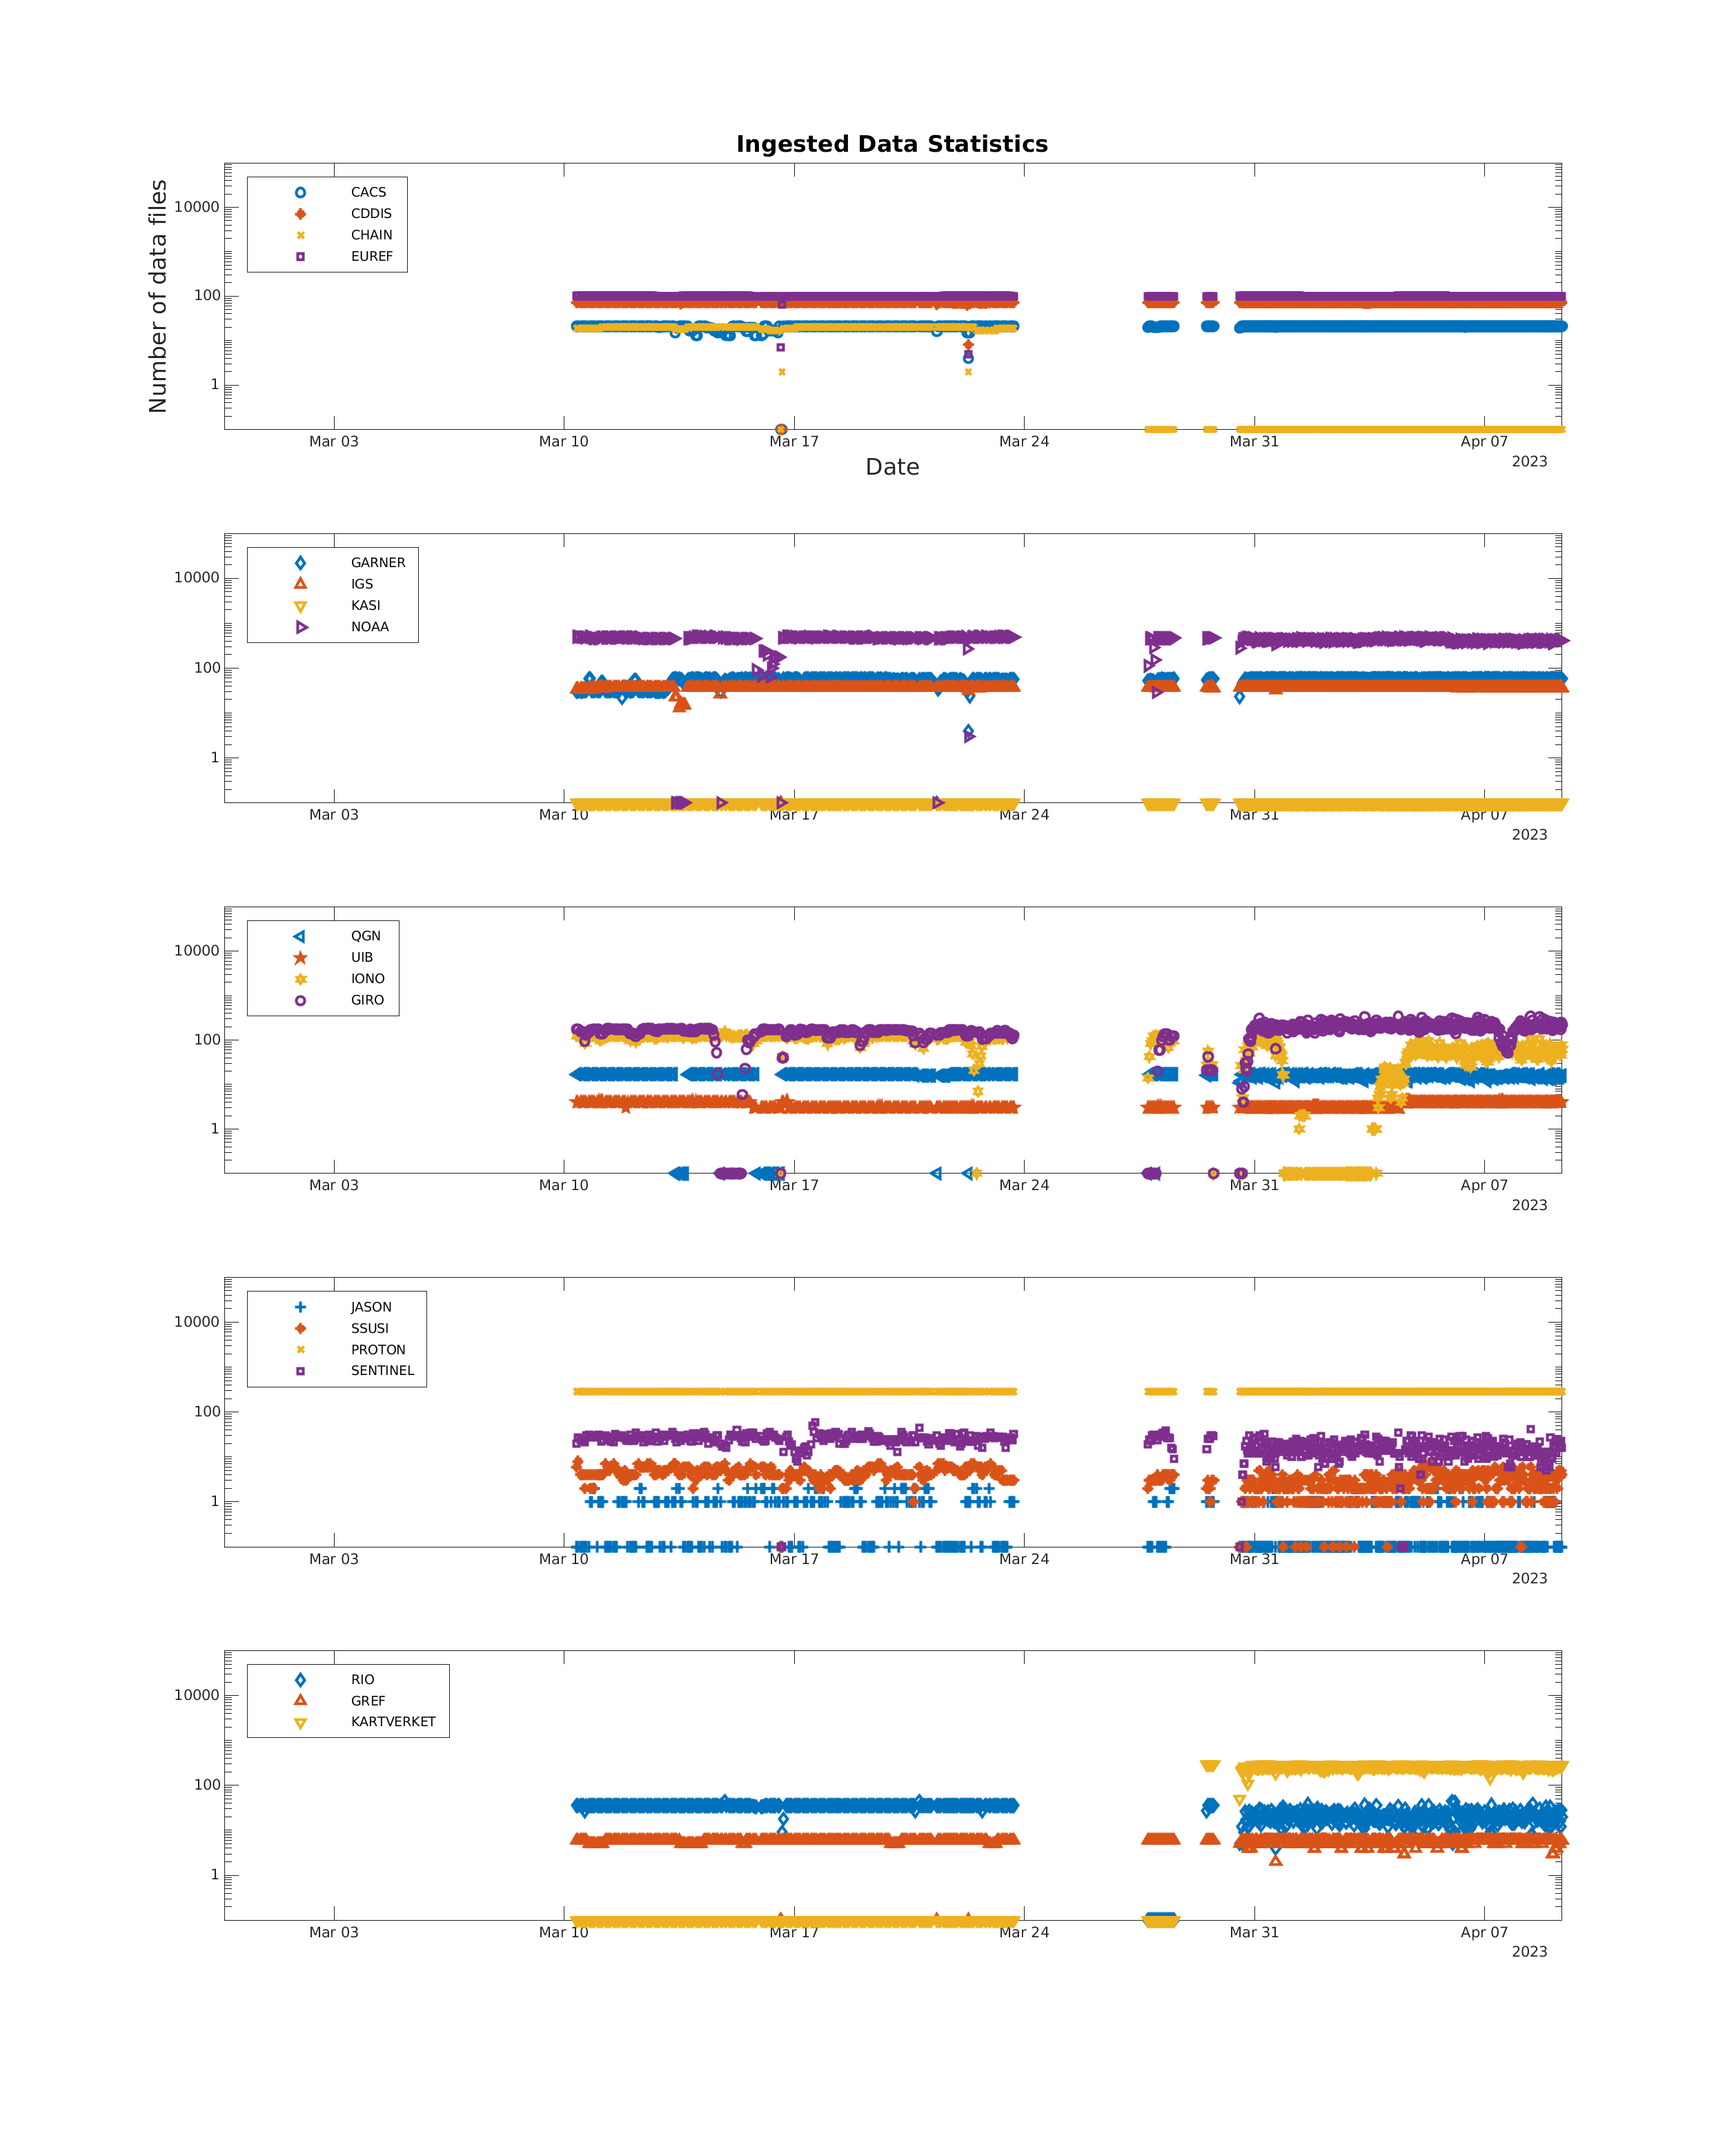 Ingested Data Statistics
Number of data files
CACS
CDDIS
CHAIN
EUREF
10000
100
1
Mar 03 Mar 10 Mar 17 Mar 24 Mar 31 Apr 07
2023
Date
GARNER
IGS
KASI
NOAA
10000
100
1
Mar 03 Mar 10 Mar 17 Mar 24 Mar 31 Apr 07
2023
QGN
UIB
IONO
GIRO
10000
100
1
Mar 03 Mar 10 Mar 17 Mar 24 Mar 31 Apr 07
2023
JASON
SSUSI
PROTON
SENTINEL
10000
100
1
Mar 03 Mar 10 Mar 17 Mar 24 Mar 31 Apr 07
2023
RIO
GREF
KARTVERKET
10000
100
1
Mar 03 Mar 10 Mar 17 Mar 24 Mar 31 Apr 07
2023